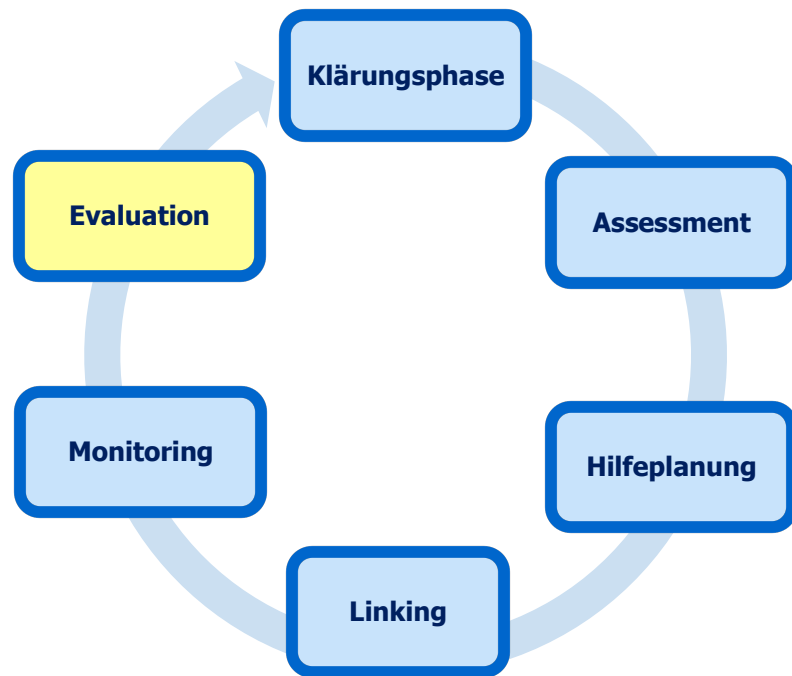 Klärungsphase
Assessment
Hilfeplanung
Linking
Monitoring
Evaluation